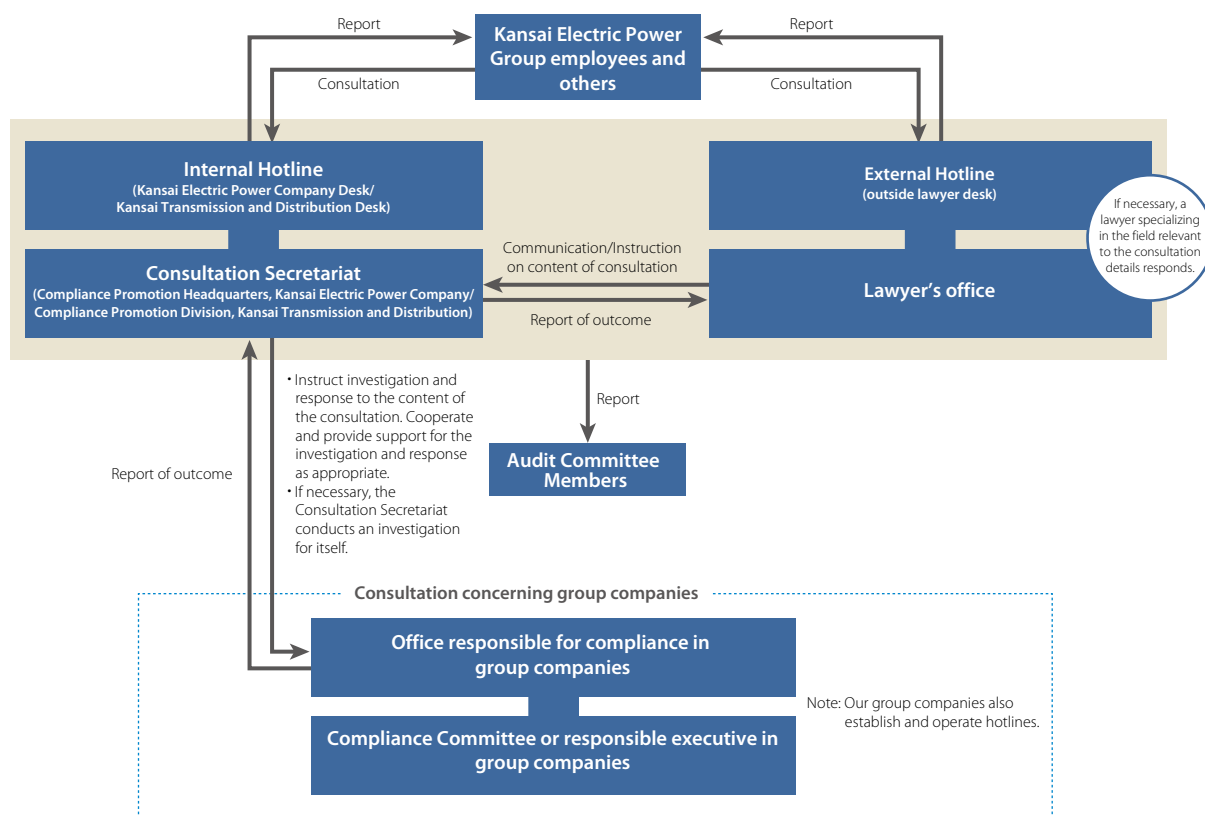 Report
Kansai Electric Power
Group employees and
others
Report
Consultation
Consultation
Internal Hotline
(Kansai Electric Power Company Desk/
Kansai Transmission and Distribution Desk)
External Hotline
(outside lawyer desk)
If necessary, a
lawyer specializing
in the field relevant
to the consultation
details responds.
Consultation Secretariat
(Compliance Promotion Headquarters, Kansai Electric Power Company/
Compliance Promotion Division, Kansai Transmission and Distribution)
Communication/Instruction
on content of consultation
Report of outcome
Lawyer’s office
・Instruct investigation and
response to the content of
the consultation. Cooperate
and provide support for the
investigation and response
as appropriate.
・If necessary, the
Consultation Secretariat
conducts an investigation
for itself.
Report of outcome
Report
Audit Committee
Members
Consultation concerning group companies
Office responsible for compliance in
group companies
Note: Our group companies also
establish and operate hotlines.
Compliance Committee or responsible executive in
group companies